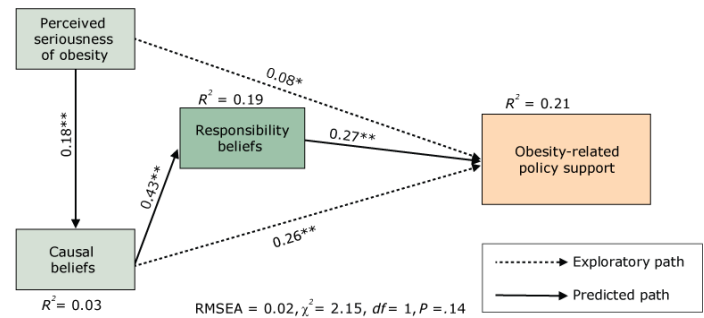 Perceived
seriousness
of obesity
0.08*
R² = 0.19
R² = 0.21
0.18**
Responsibility
beliefs
0.27**
Obesity-related
policy support
0.43**
0.26**
Causal
beliefs
Exploratory path
Predicted path
R² = 0.03
RMSEA = 0.02, χ² = 2.15, df = 1, P = .14